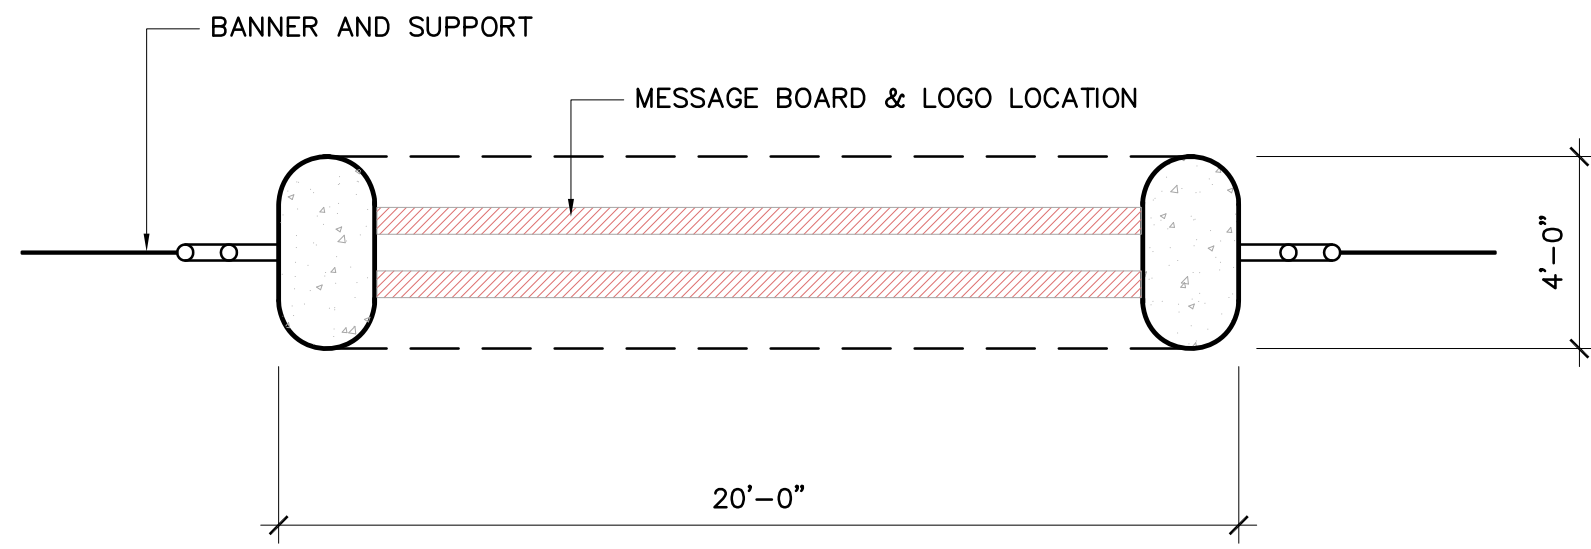 BANNER AND SUPPORT
MESSAGE BOARD & LOGO LOCATION
4'-0"
20'-0"